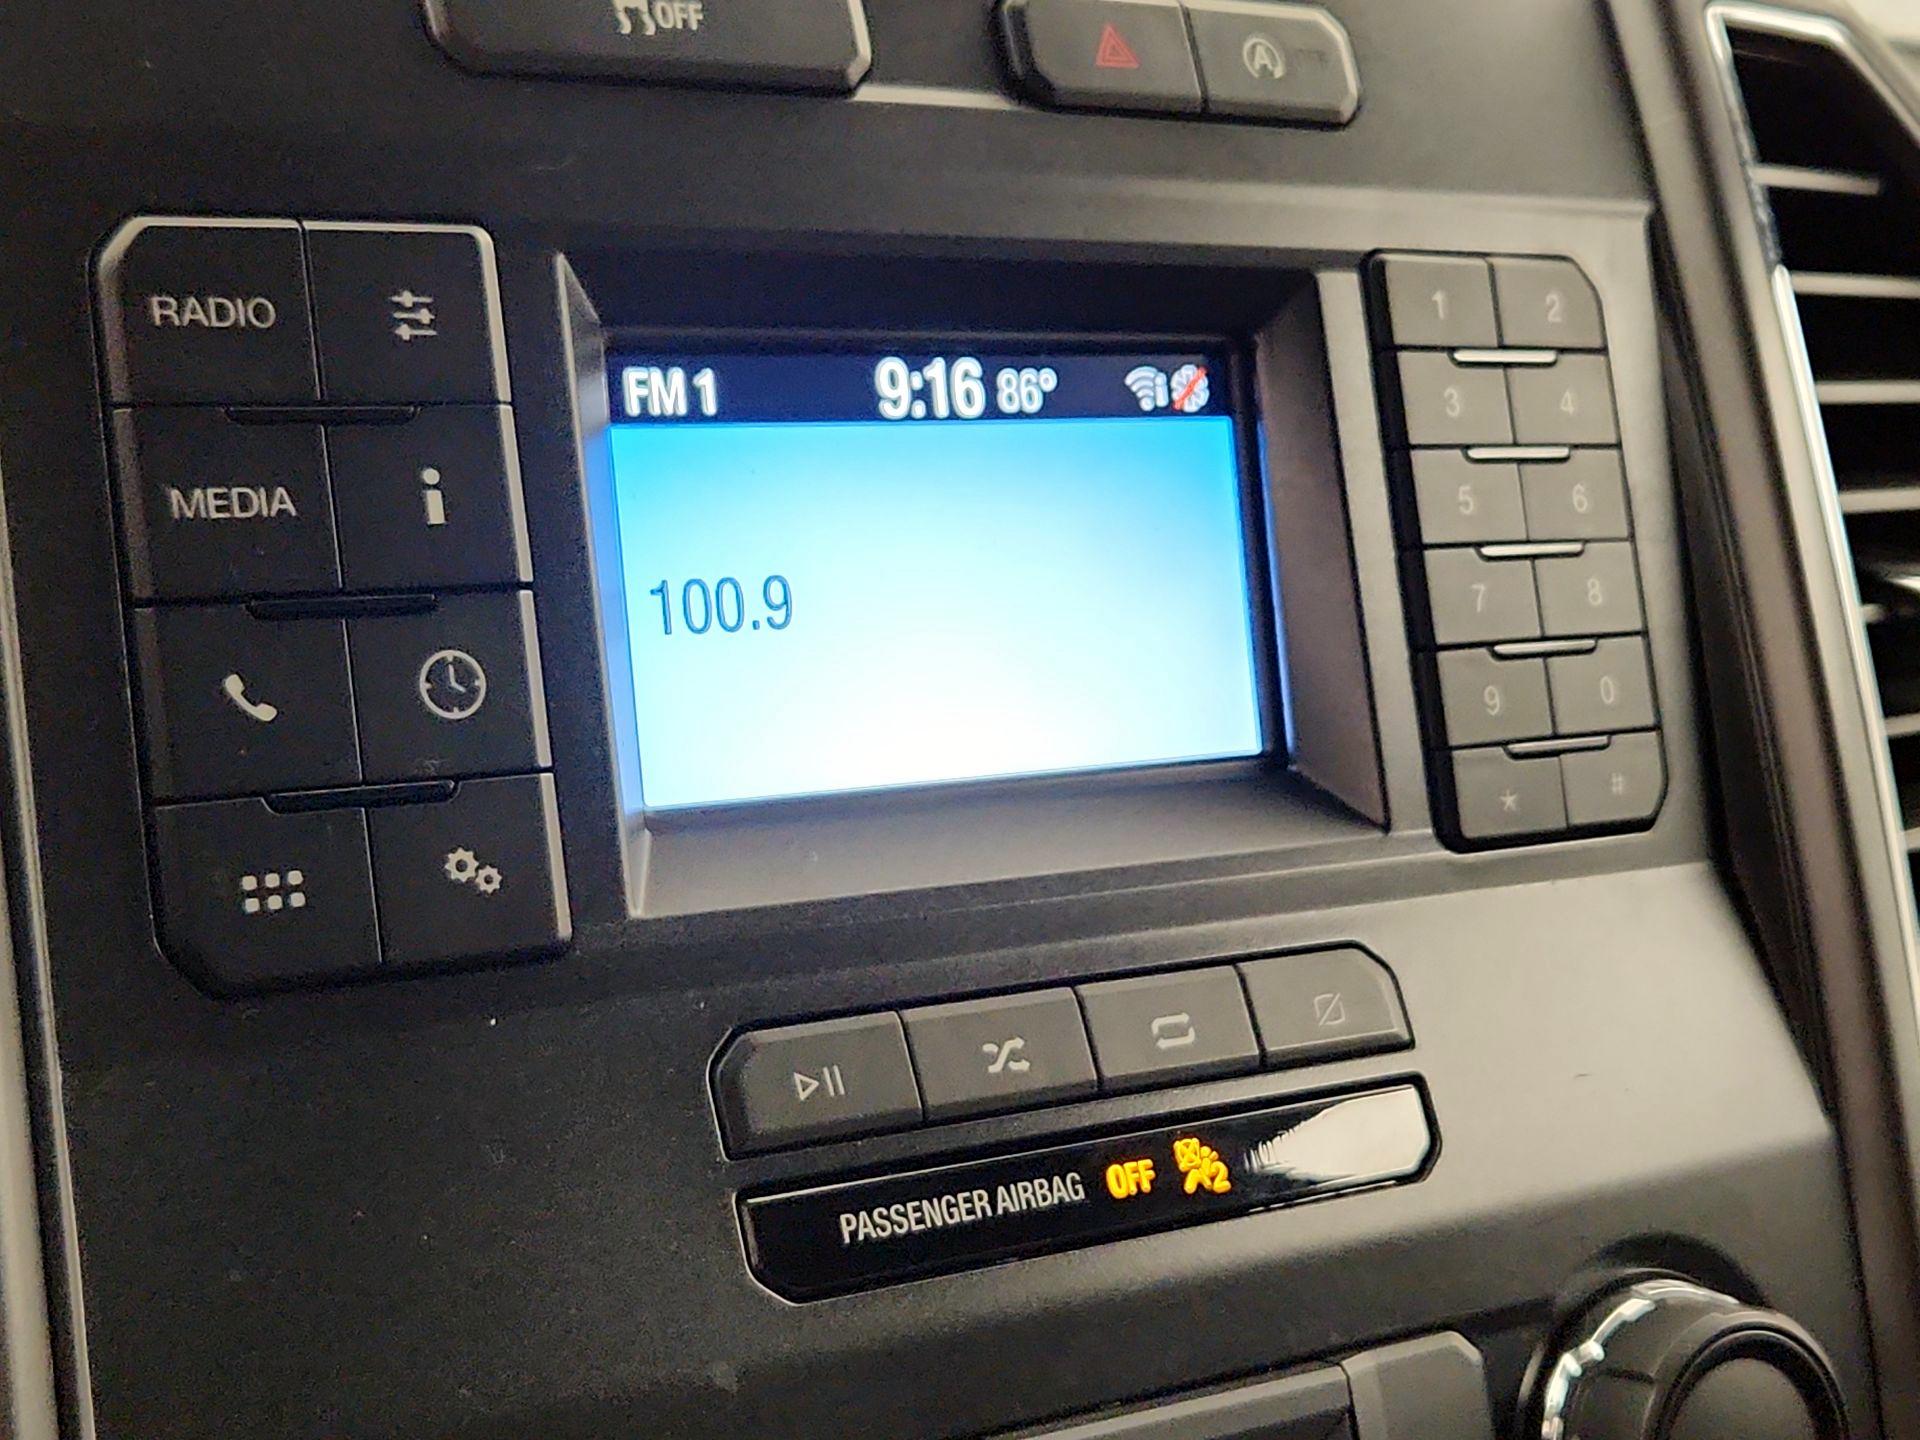 OFF
A
RADIO
MEDIA
FM 1 9:16 86°
100.9
1 2
3 4
5 6
7 8
9 0
* #
PASSENGER AIRBAG OFF 2